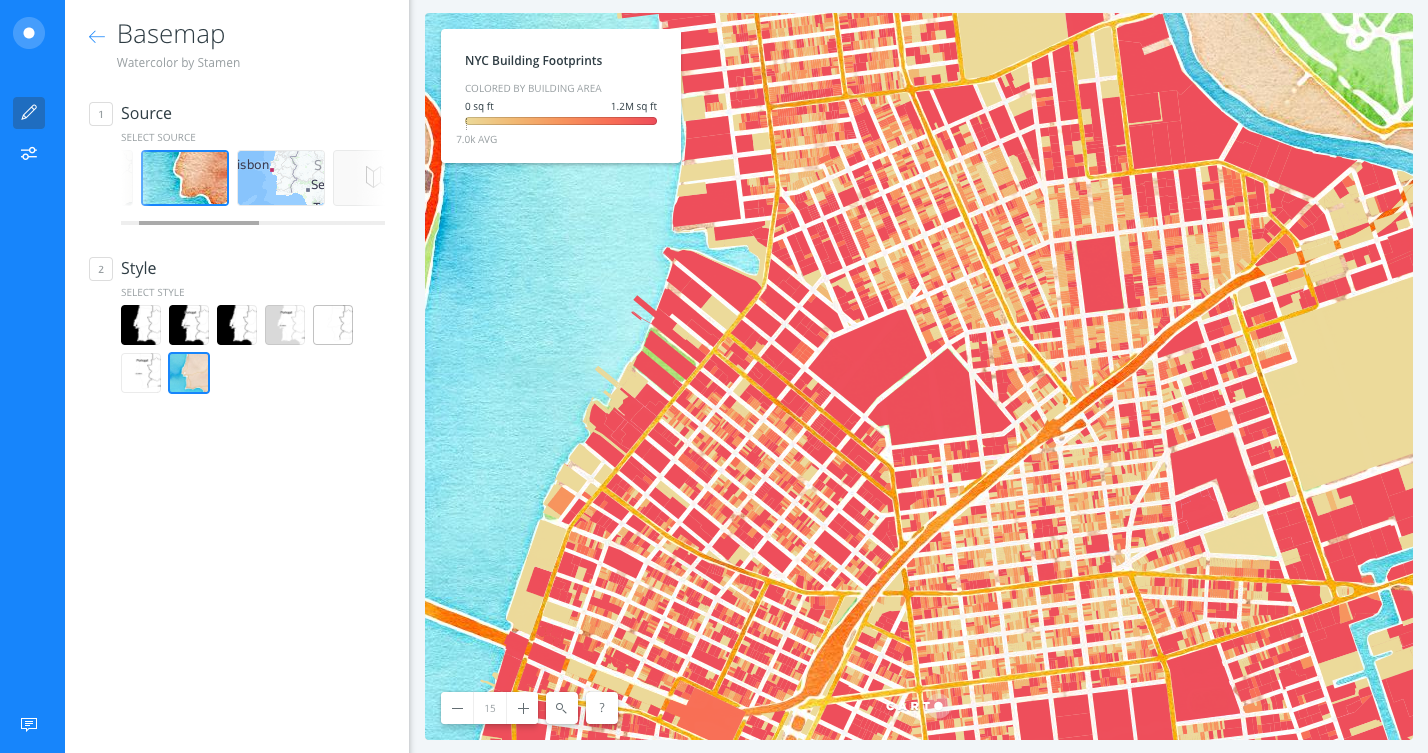 Basemap
Watercolor by Stamen
1
Source
SELECT SOURCE
isbon
S
Se
2
Style
SELECT STYLE
Portugal
NYC Building Footprints
COLORED BY BUILDING AREA
0 sq ft 1.2M sq ft
7.0k AVG
15
?
CARTO